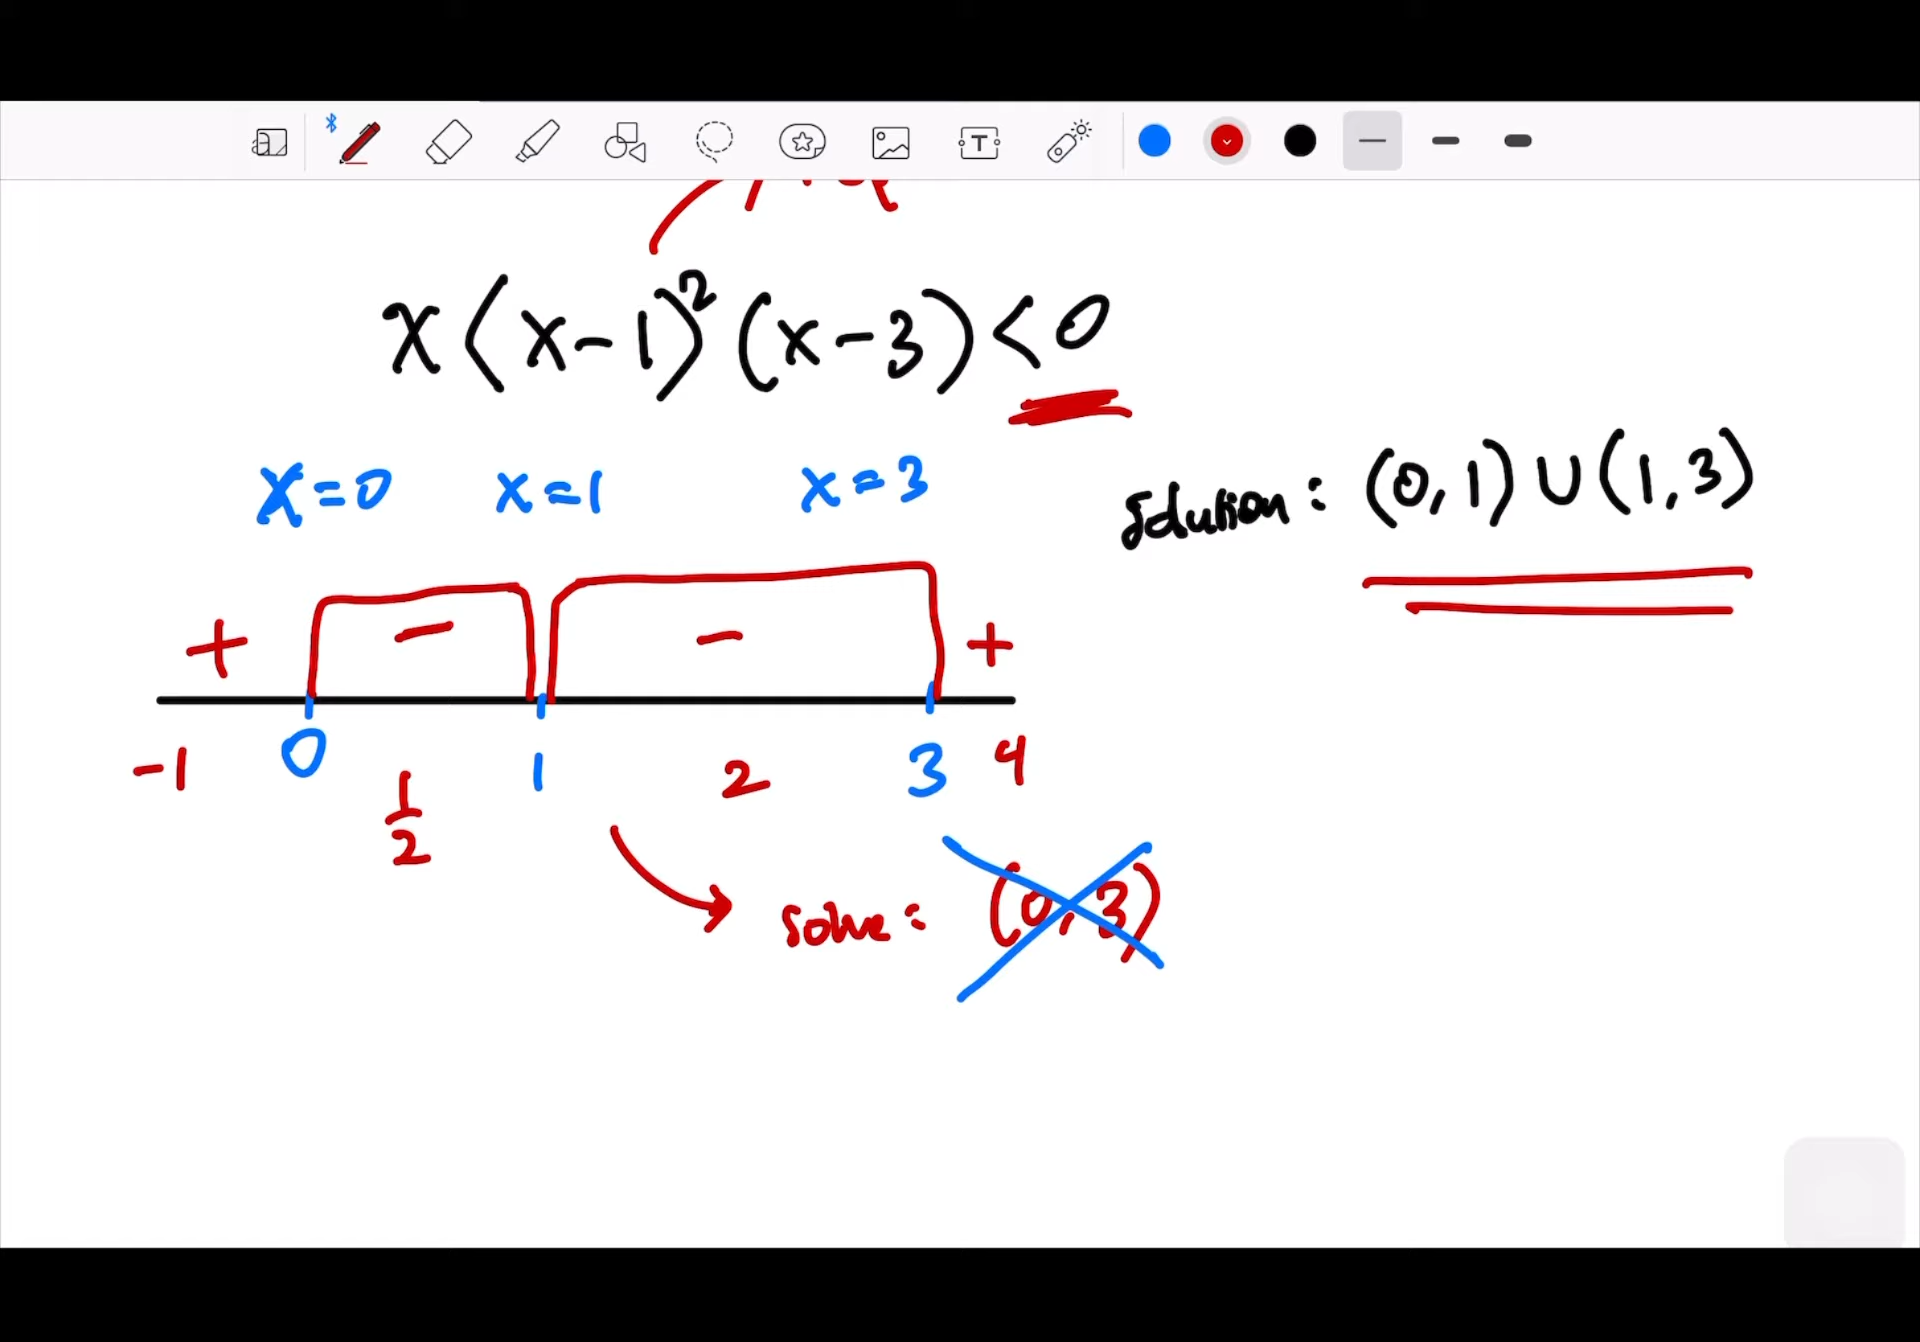 x(x-1)²(x-3)<0
x=0 x=1 x=3
solution: (0,1)∪(1,3)
+ - - +
-1 0 1/2 1 2 3 4
solve: (0,3)